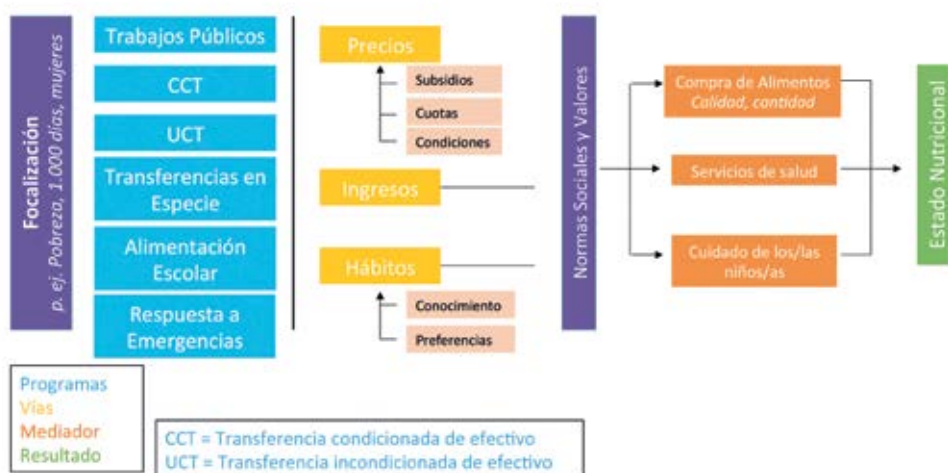 Focalización
p. ej. Pobreza, 1.000 días, mujeres
Trabajos Públicos
CCT
UCT
Transferencias en
Especie
Alimentación
Escolar
Respuesta a
Emergencias
Precios
Subsidios
Cuotas
Condiciones
Ingresos
Hábitos
Conocimiento
Preferencias
Normas Sociales y Valores
Compra de Alimentos
Calidad, cantidad
Servicios de salud
Cuidado de los/las
niños/as
Estado Nutricional
Programas
Vías
Mediador
Resultado
CCT = Transferencia condicionada de efectivo
UCT = Transferencia incondicionada de efectivo